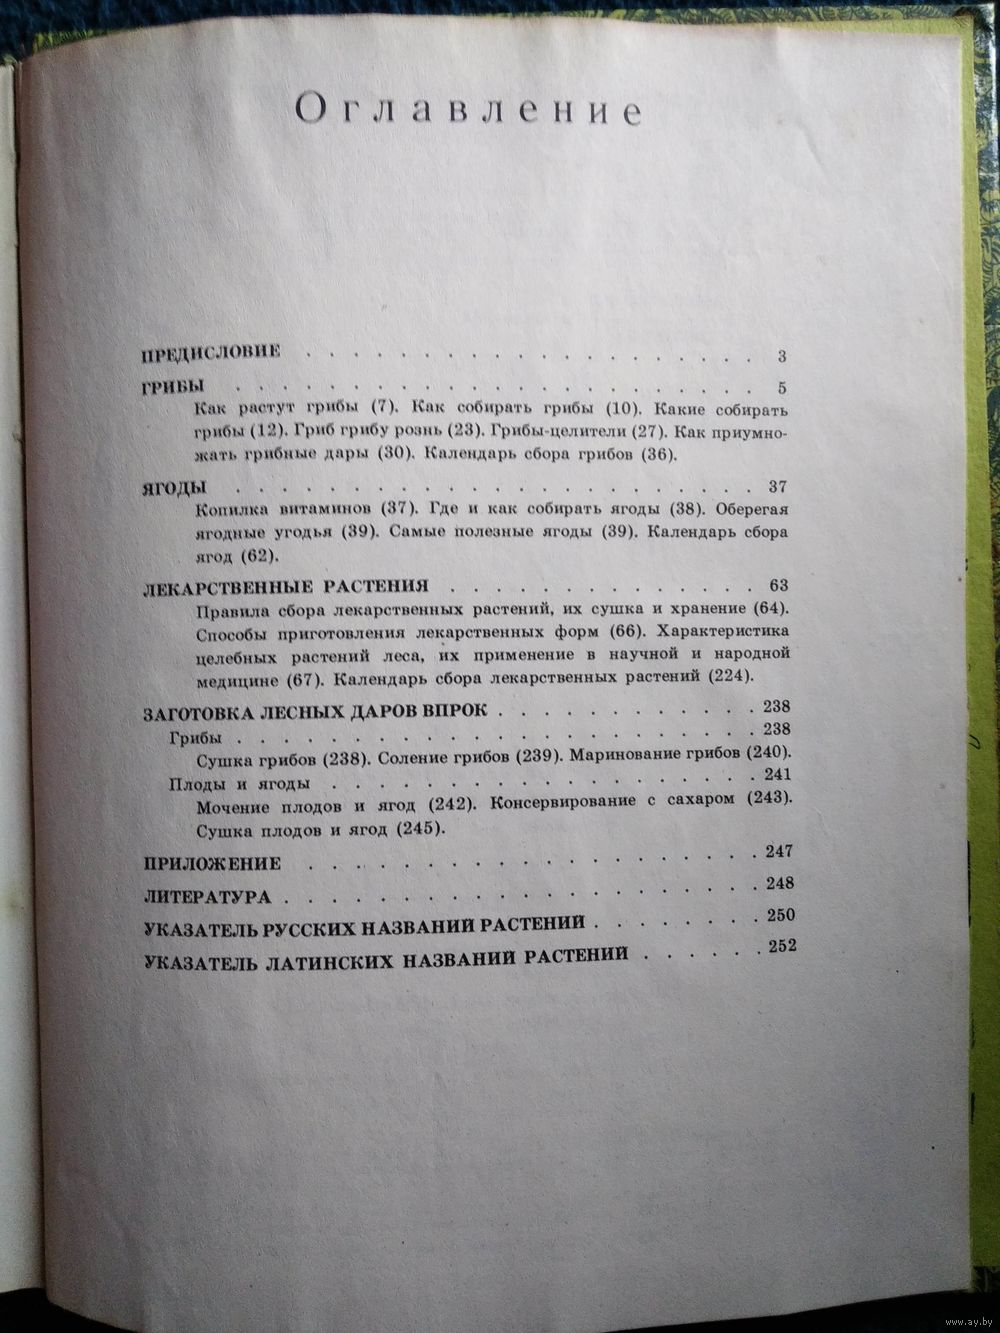 Оглавление
ПРЕДИСЛОВИЕ . . . . . . . . . . . . . . . 3
ГРИБЫ . . . . . . . . . . . . . . . . . 5
Как растут грибы (7). Как собирать грибы (10). Какие собирать
грибы (12). Гриб грибу рознь (23). Грибы-целители (27). Как приумно-
жать грибные дары (30). Календарь сбора грибов (36).
ЯГОДЫ . . . . . . . . . . . . . . . . . 37
Копилка витаминов (37). Где и как собирать ягоды (38). Оберегая
ягодные угодья (39). Самые полезные ягоды (39). Календарь сбора
ягод (62).
ЛЕКАРСТВЕННЫЕ РАСТЕНИЯ . . . . . . . . . . 63
Правила сбора лекарственных растений, их сушка и хранение (64).
Способы приготовления лекарственных форм (66). Характеристика
целебных растений леса, их применение в научной и народной
медицине (67). Календарь сбора лекарственных растений (224).
ЗАГОТОВКА ЛЕСНЫХ ДАРОВ ВПРОК . . . . . . . . . 238
Грибы . . . . . . . . . . . . . . . . . 238
Сушка грибов (238). Соление грибов (239). Маринование грибов (240).
Плоды и ягоды . . . . . . . . . . . . . . 241
Мочение плодов и ягод (242). Консервирование с сахаром (243).
Сушка плодов и ягод (245).
ПРИЛОЖЕНИЕ . . . . . . . . . . . . . . . 247
ЛИТЕРАТУРА . . . . . . . . . . . . . . . 248
УКАЗАТЕЛЬ РУССКИХ НАЗВАНИЙ РАСТЕНИЙ . . . . . . . 250
УКАЗАТЕЛЬ ЛАТИНСКИХ НАЗВАНИЙ РАСТЕНИЙ . . . . . . 252
www.ay.by